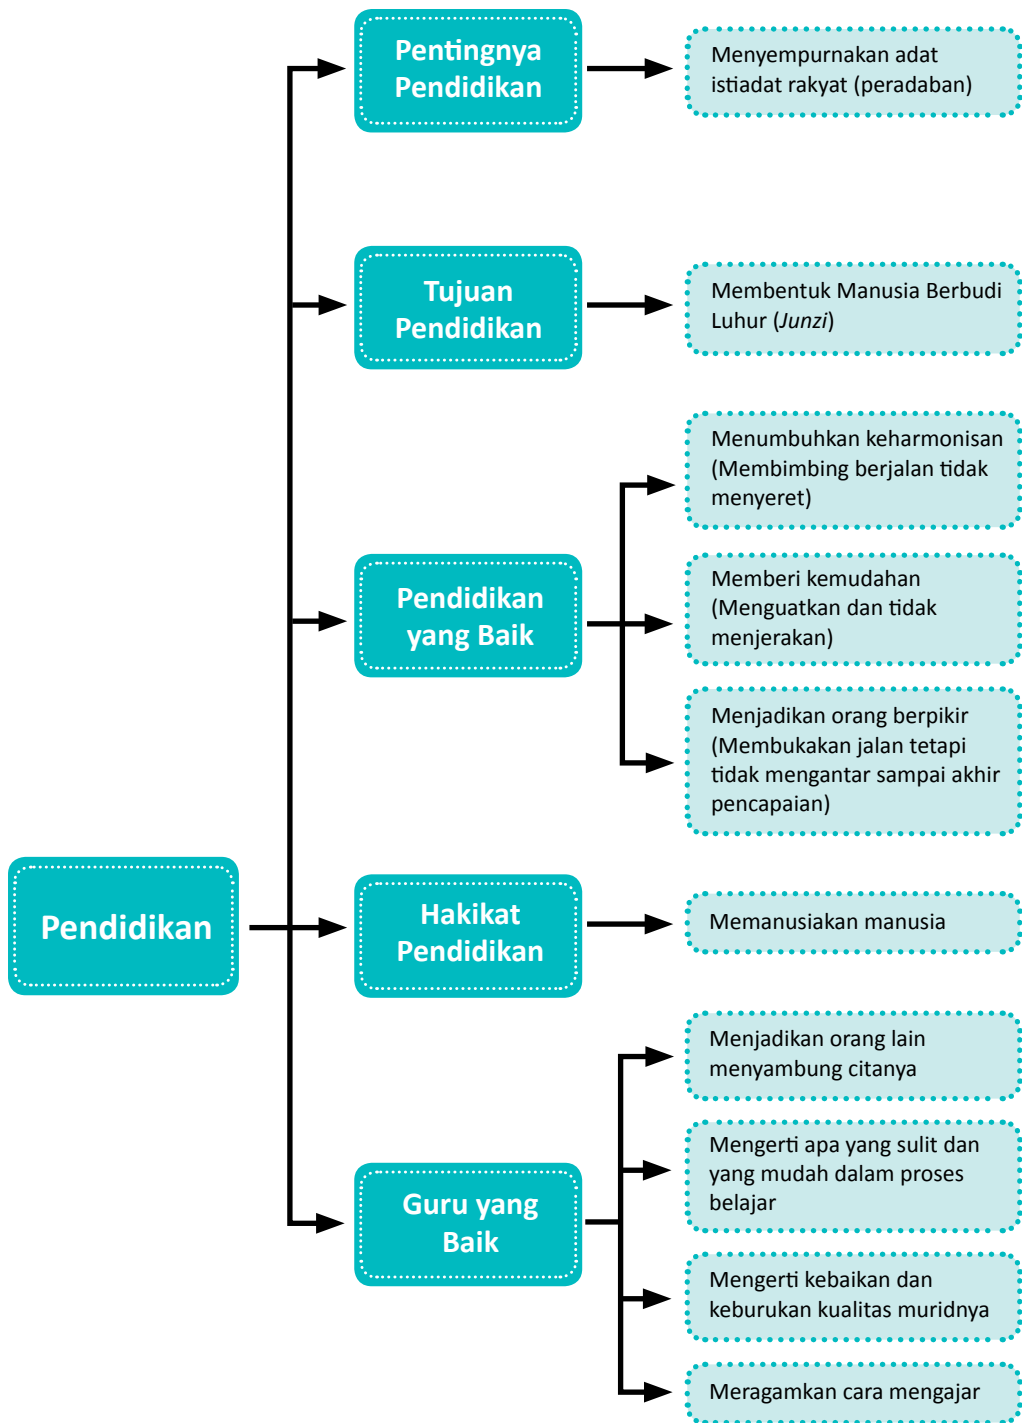 Pentingnya
Pendidikan
Menyempurnakan adat
istiadat rakyat (peradaban)
Tujuan
Pendidikan
Membentuk Manusia Berbudi
Luhur (Junzi)
Pendidikan
yang Baik
Menumbuhkan keharmonisan
(Membimbing berjalan tidak
menyeret)
Memberi kemudahan
(Menguatkan dan tidak
menjerakan)
Menjadikan orang berpikir
(Membukakan jalan tetapi
tidak mengantar sampai akhir
pencapaian)
Pendidikan
Hakikat
Pendidikan
Memanusiakan manusia
Guru yang
Baik
Menjadikan orang lain
menyambung citanya
Mengerti apa yang sulit dan
yang mudah dalam proses
belajar
Mengerti kebaikan dan
keburukan kualitas muridnya
Meragamkan cara mengajar